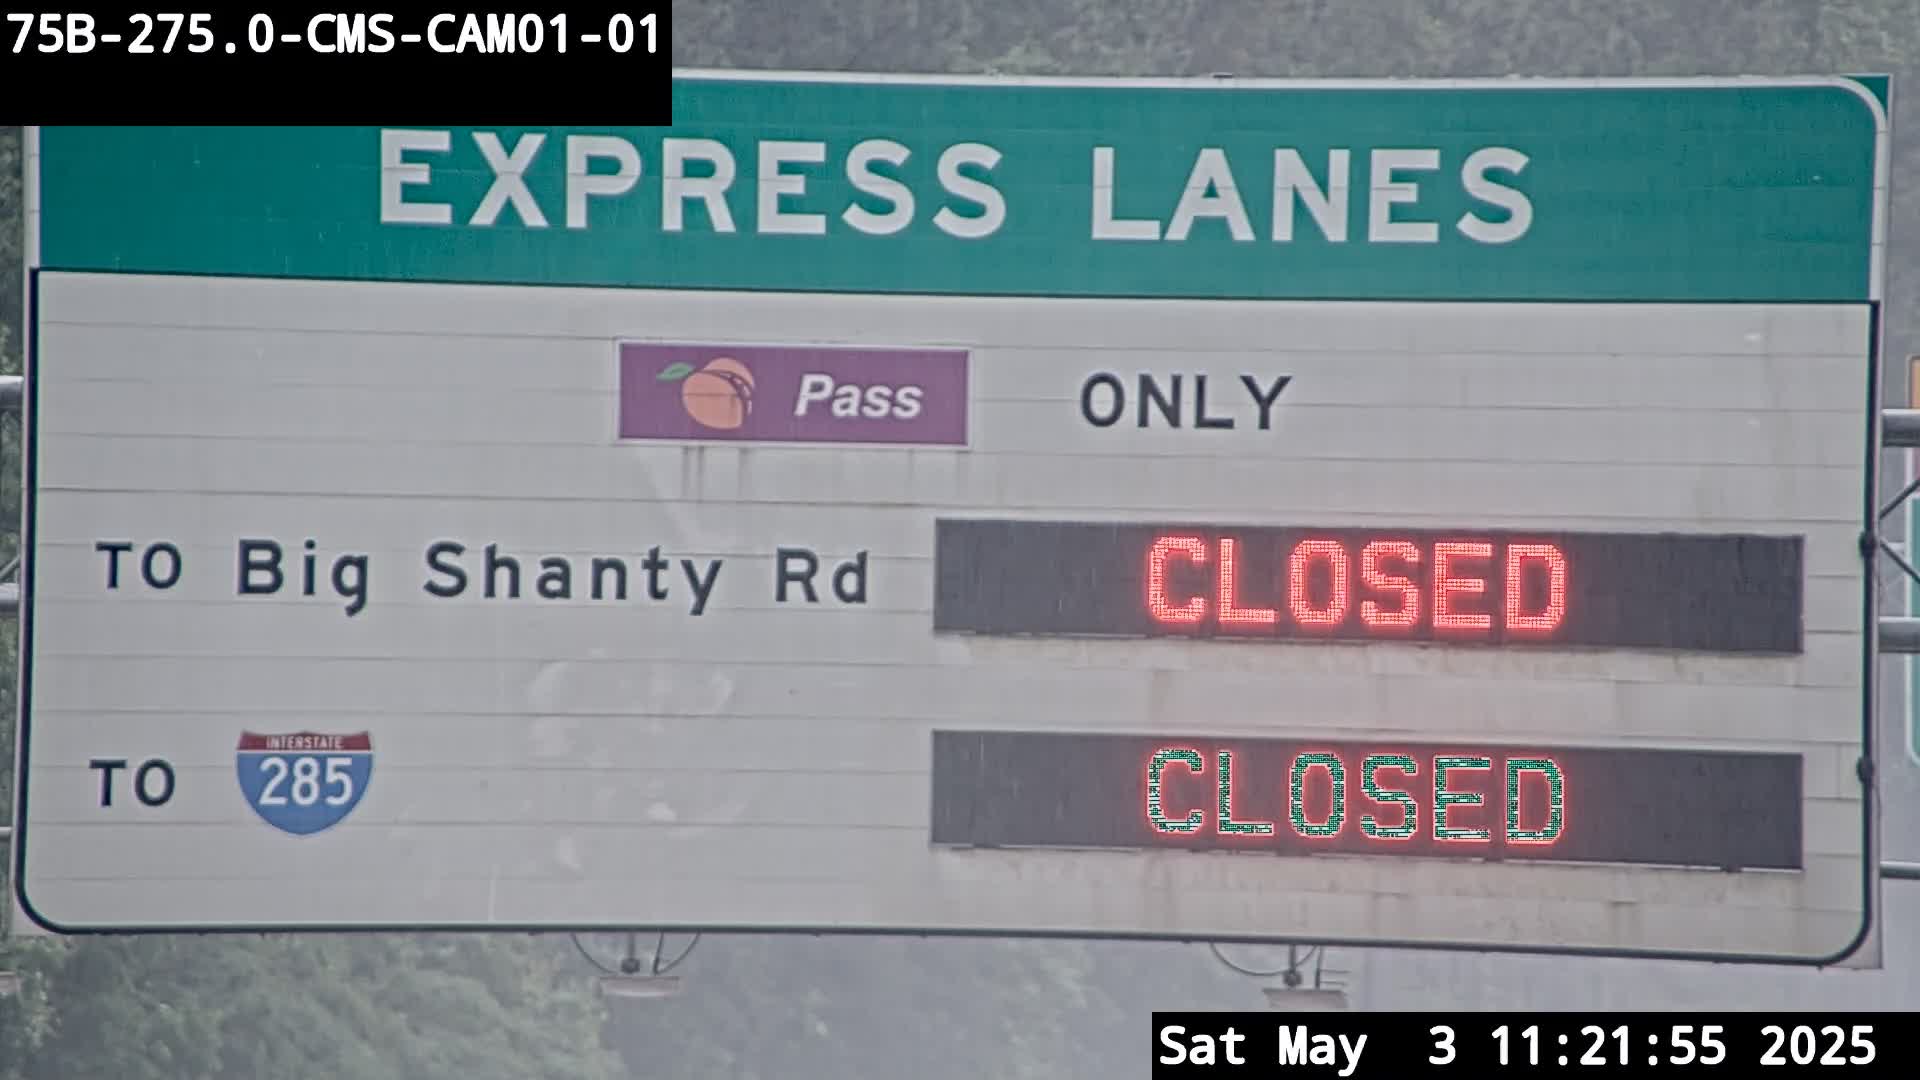 75B-275.0-CMS-CAM01-01
EXPRESS LANES
Pass ONLY
TO Big Shanty Rd CLOSED
INTERSTATE
TO 285 CLOSED
Sat May 3 11:21:55 2025